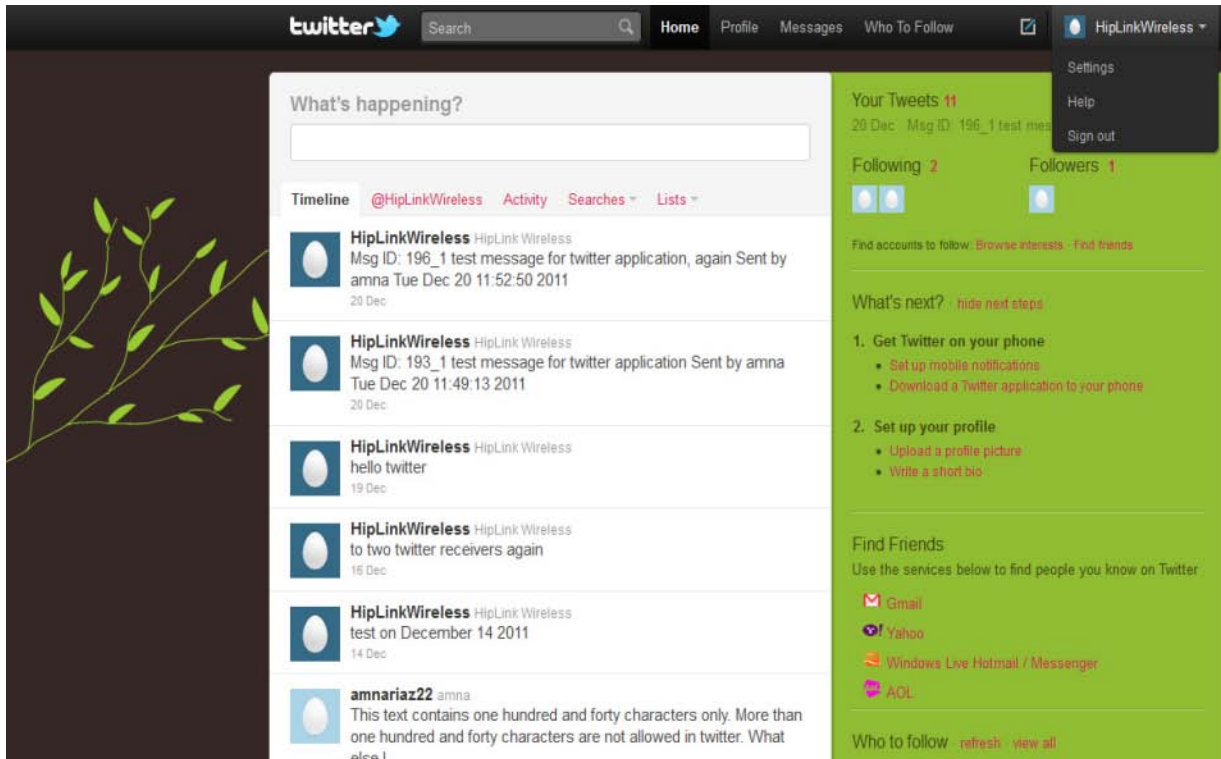 twitter
Search
Home Profile Messages Who To Follow
HipLinkWireless
Settings
Help
Sign out
What's happening?
Timeline @HipLinkWireless Activity Searches Lists
HipLinkWireless HipLink Wireless
Msg ID: 196_1 test message for twitter application, again Sent by
amna Tue Dec 20 11:52:50 2011
20 Dec
HipLinkWireless HipLink Wireless
Msg ID: 193_1 test message for twitter application Sent by amna
Tue Dec 20 11:49:13 2011
20 Dec
HipLinkWireless HipLink Wireless
hello twitter
19 Dec
HipLinkWireless HipLink Wireless
to two twitter receivers again
16 Dec
HipLinkWireless HipLink Wireless
test on December 14 2011
14 Dec
amnariaz22 amna
This text contains one hundred and forty characters only. More than
one hundred and forty characters are not allowed in twitter. What
else I
Your Tweets 11
20 Dec Msg ID: 196_1 test mes
Following 2
Followers 1
Find accounts to follow: Browse interests · Find friends
What's next? · hide next steps
1. Get Twitter on your phone
• Set up mobile notifications
• Download a Twitter application to your phone
2. Set up your profile
• Upload a profile picture
• Write a short bio
Find Friends
Use the services below to find people you know on Twitter
Gmail
Yahoo
Windows Live Hotmail / Messenger
AOL
Who to follow · refresh · view all